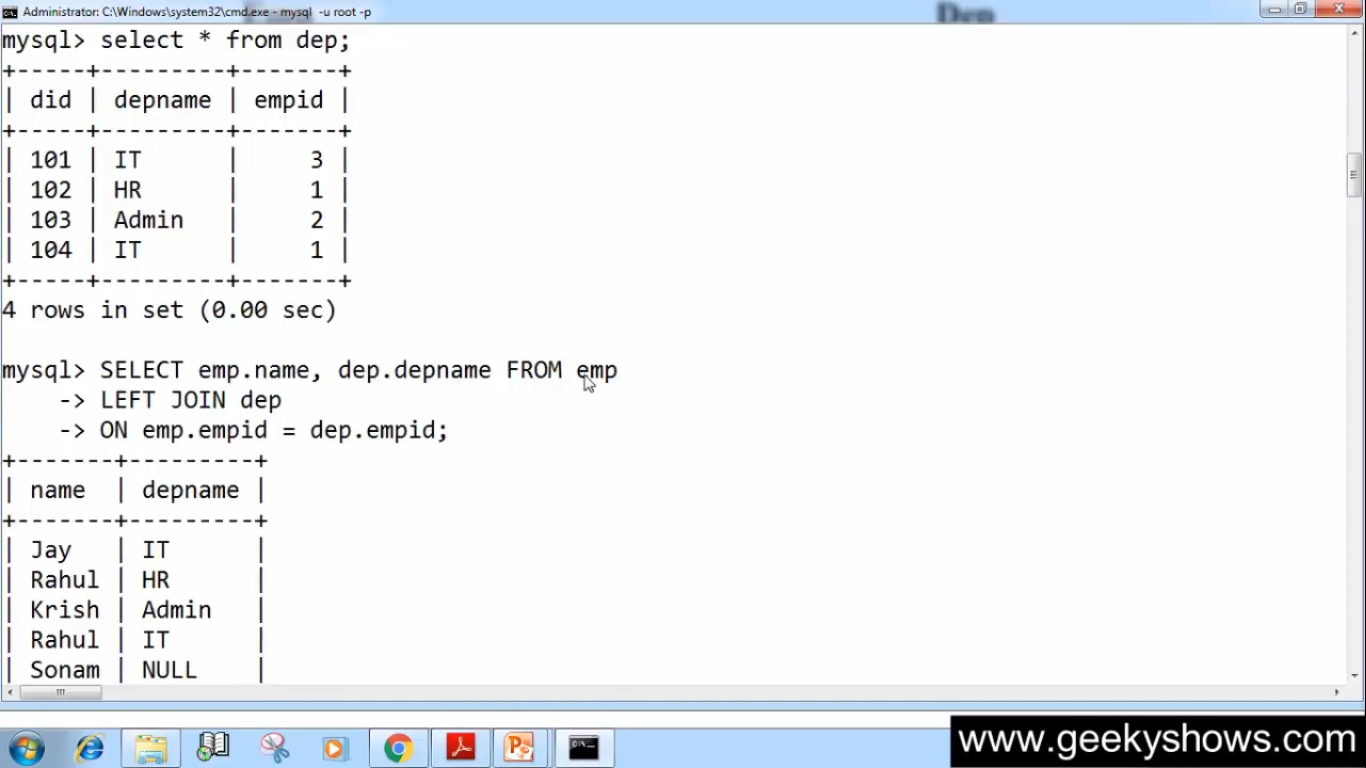 Administrator: C:\Windows\system32\cmd.exe - mysql -u root -p
Dep
mysql> select * from dep;
+-----+---------+-------+
| did | depname | empid |
+-----+---------+-------+
| 101 | IT      |     3 |
| 102 | HR      |     1 |
| 103 | Admin   |     2 |
| 104 | IT      |     1 |
+-----+---------+-------+
4 rows in set (0.00 sec)
mysql> SELECT emp.name, dep.depname FROM emp
    -> LEFT JOIN dep
    -> ON emp.empid = dep.empid;
+-------+---------+
| name  | depname |
+-------+---------+
| Jay   | IT      |
| Rahul | HR      |
| Krish | Admin   |
| Rahul | IT      |
| Sonam | NULL    |
www.geekyshows.com